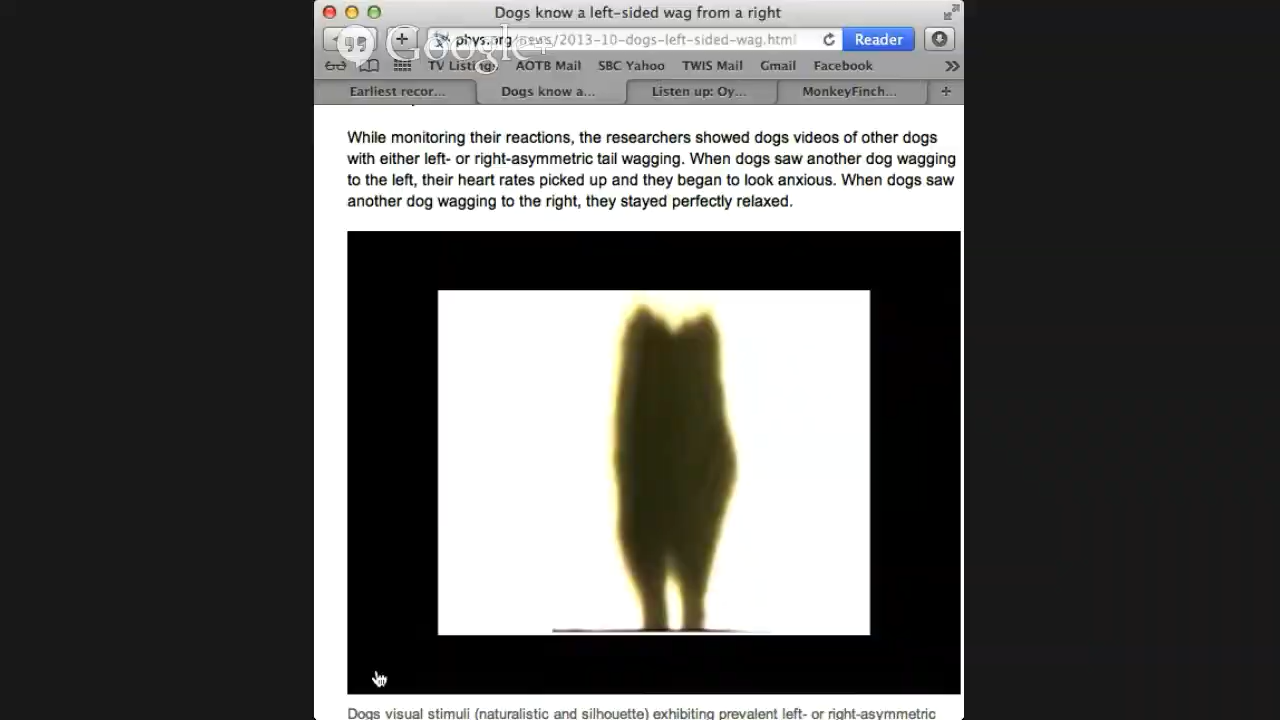 Dogs know a left-sided wag from a right
Google+
phys.org/news/2013-10-dogs-left-sided-wag.html
Reader
TV Listings AOTB Mail SBC Yahoo TWIS Mail Gmail Facebook
Earliest recor... Dogs know a... Listen up: Oy... MonkeyFinch...
While monitoring their reactions, the researchers showed dogs videos of other dogs
with either left- or right-asymmetric tail wagging. When dogs saw another dog wagging
to the left, their heart rates picked up and they began to look anxious. When dogs saw
another dog wagging to the right, they stayed perfectly relaxed.
Dogs visual stimuli (naturalistic and silhouette) exhibiting prevalent left- or right-asymmetric